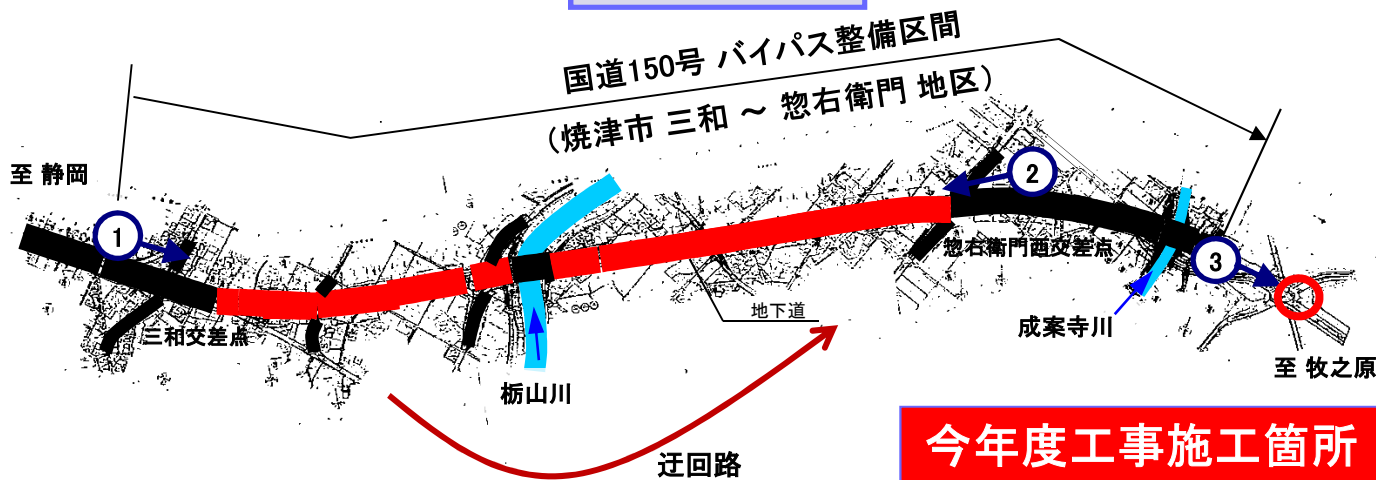 国道150号 バイパス整備区間
(焼津市 三和 ～ 惣右衛門 地区)
至 静岡
1
2
惣右衛門西交差点
3
三和交差点
地下道
成案寺川
至 牧之原
栃山川
迂回路
今年度工事施工箇所